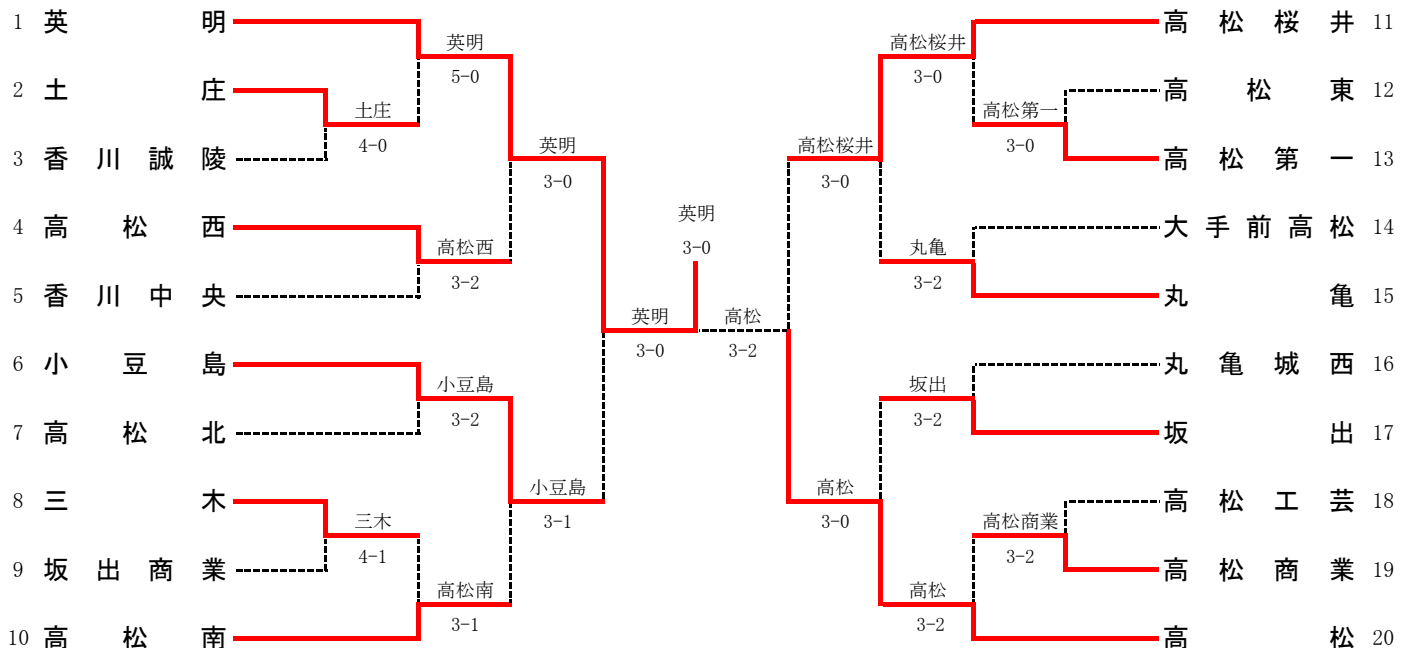 1 英明
2 土庄
3 香川誠陵
4 高松西
5 香川中央
6 小豆島
7 高松北
8 三木
9 坂出商業
10 高松南
土庄
4-0
三木
4-1
英明
5-0
高松西
3-2
小豆島
3-2
高松南
3-1
英明
3-0
小豆島
3-1
英明
3-0
英明
3-0
高松
3-2
高松桜井
3-0
高松
3-0
高松桜井
3-0
丸亀
3-2
坂出
3-2
高松
3-2
高松第一
3-0
高松商業
3-2
高松桜井 11
高松東 12
高松第一 13
大手前高松 14
丸亀 15
丸亀城西 16
坂出 17
高松工芸 18
高松商業 19
高松 20